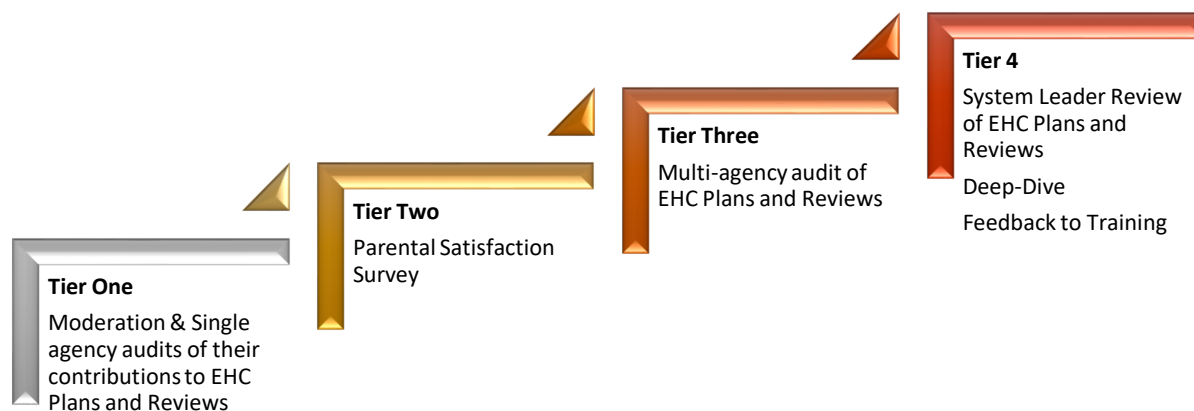 Tier One
Moderation & Single
agency audits of their
contributions to EHC
Plans and Reviews
Tier Two
Parental Satisfaction
Survey
Tier Three
Multi-agency audit of
EHC Plans and Reviews
Tier 4
System Leader Review
of EHC Plans and
Reviews
Deep-Dive
Feedback to Training